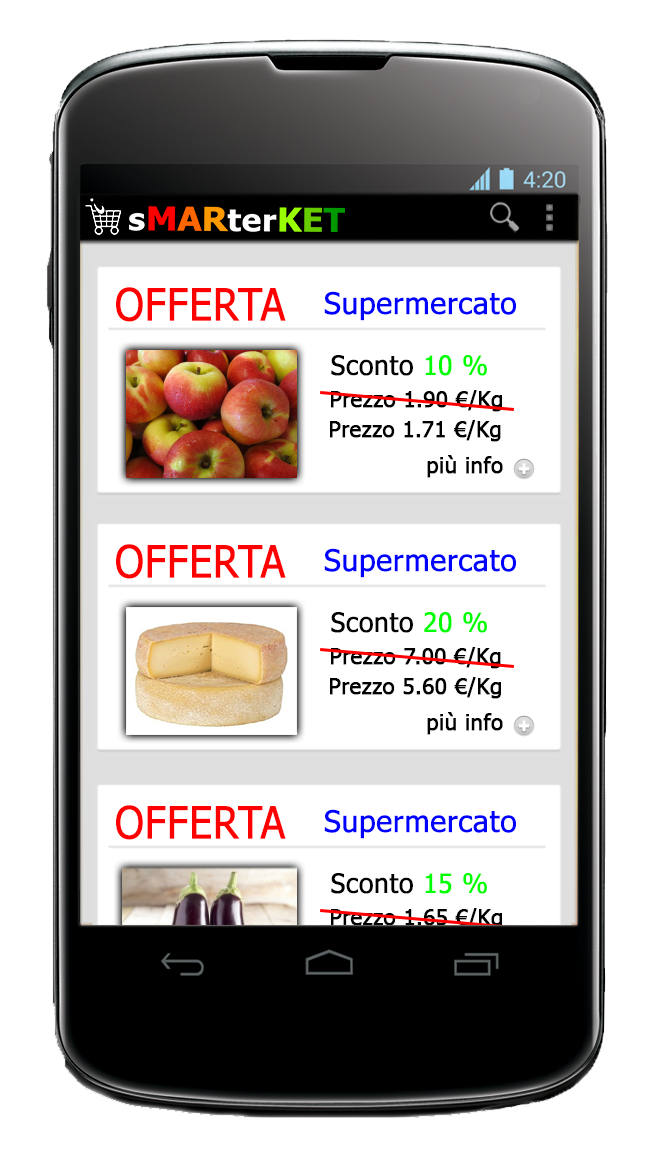 4:20
sMARterKET
OFFERTA Supermercato
Sconto 10 %
Prezzo 1.90 €/Kg
Prezzo 1.71 €/Kg
più info
OFFERTA Supermercato
Sconto 20 %
Prezzo 7.00 €/Kg
Prezzo 5.60 €/Kg
più info
OFFERTA Supermercato
Sconto 15 %
Prezzo 1.65 €/Kg